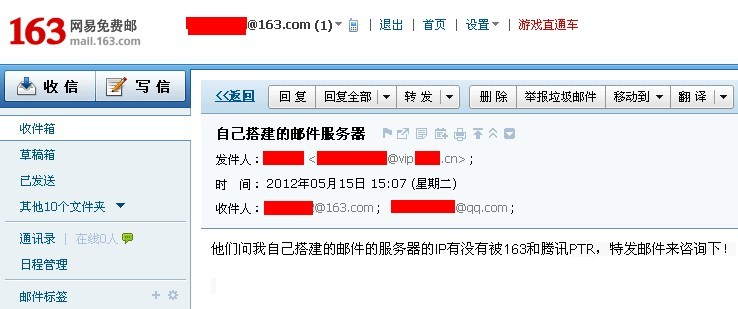 163 网易免费邮
mail.163.com
@163.com (1) | 退出 | 首页 | 设置 | 游戏直通车
收信 写信
<<返回 回复 回复全部 转发 删除 举报垃圾邮件 移动到 翻译
收件箱
草稿箱
已发送
其他10个文件夹
通讯录 | 在线0人
日程管理
邮件标签
自己搭建的邮件服务器
发件人: < @vip .cn>;
时 间: 2012年05月15日 15:07 (星期二)
收件人: @163.com; @qq.com;
他们问我自己搭建的邮件的服务器的IP有没有被163和腾讯PTR，特发邮件来咨询下！